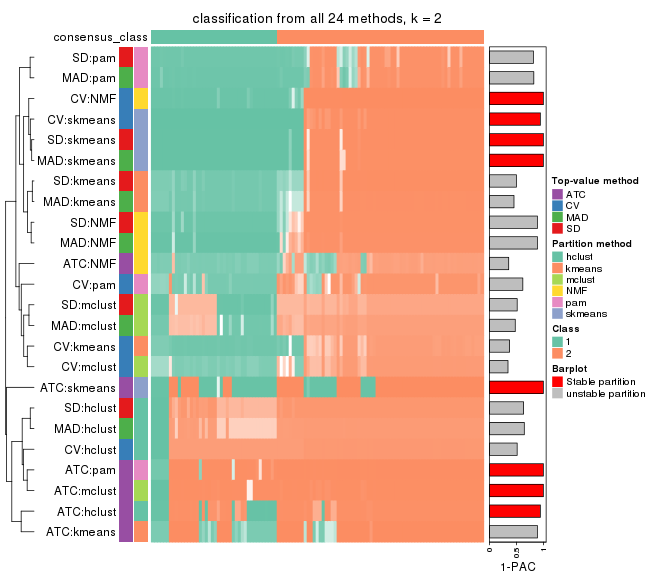 classification from all 24 methods, k = 2
consensus_class
SD:pam
MAD:pam
CV:NMF
CV:skmeans
SD:skmeans
MAD:skmeans
SD:kmeans
MAD:kmeans
SD:NMF
MAD:NMF
ATC:NMF
CV:pam
SD:mclust
MAD:mclust
CV:kmeans
CV:mclust
ATC:skmeans
SD:hclust
MAD:hclust
CV:hclust
ATC:pam
ATC:mclust
ATC:hclust
ATC:kmeans
0
0.5
1
1-PAC
Top-value method
ATC
CV
MAD
SD
Partition method
hclust
kmeans
mclust
NMF
pam
skmeans
Class
1
2
Barplot
Stable partition
unstable partition